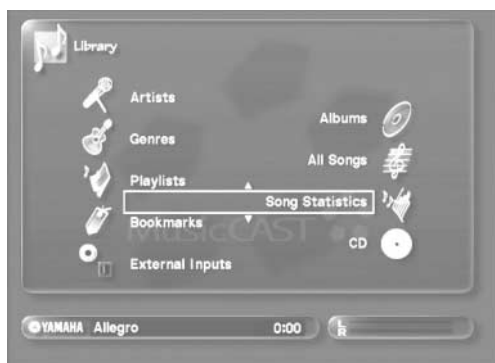 Library
Artists
Albums
Genres
All Songs
Playlists
Song Statistics
Bookmarks
MusicCAST
CD
External Inputs
YAMAHA Allegro 0:00 L
R